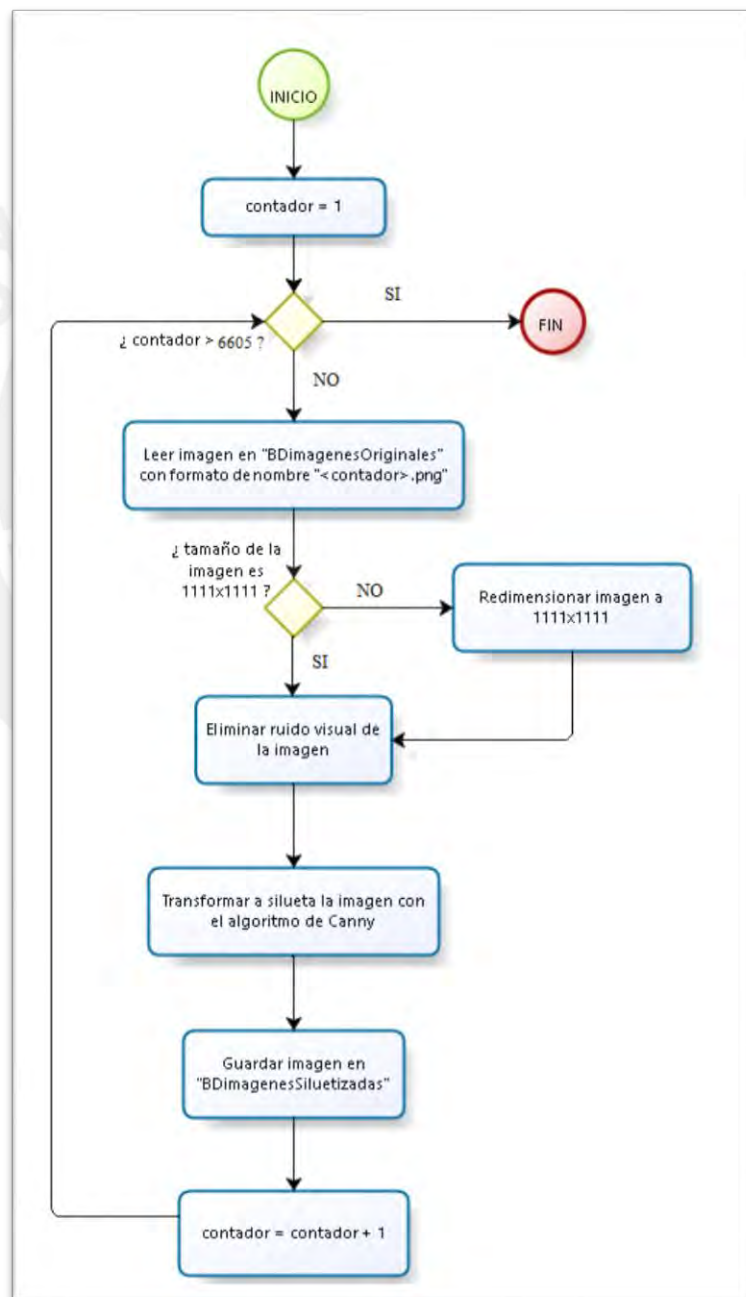 INICIO
contador = 1
SI
FIN
¿ contador > 6605 ?
NO
Leer imagen en "BDimagenesOriginales"
con formato de nombre "<contador>.png"
¿ tamaño de la
imagen es
1111x1111 ?
NO
Redimensionar imagen a
1111x1111
SI
Eliminar ruido visual de
la imagen
Transformar a silueta la imagen con
el algoritmo de Canny
Guardar imagen en
"BDimagenesSiluetizadas"
contador = contador + 1